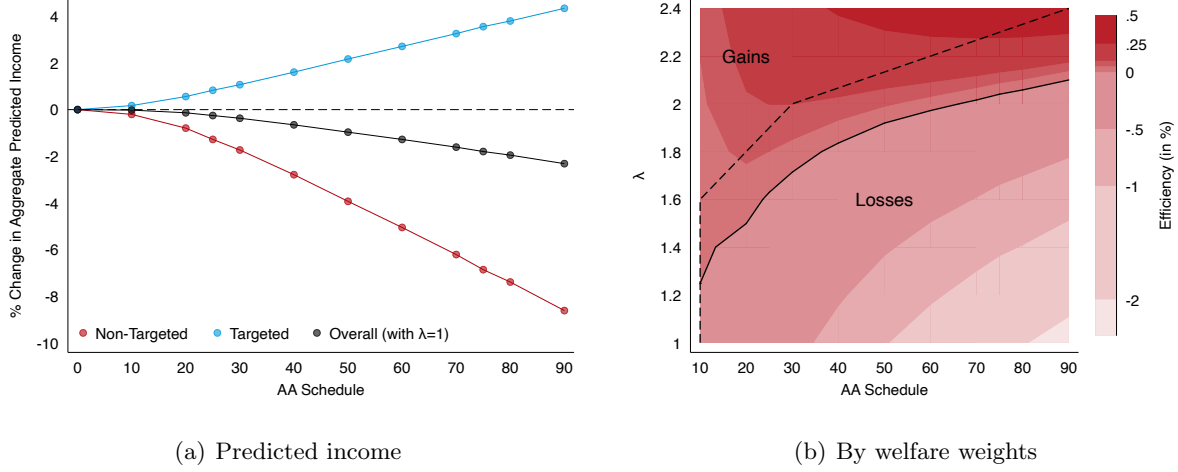 % Change in Aggregate Predicted Income
4
2
0
-2
-4
-6
-8
-10
Non-Targeted
Targeted
Overall (with λ=1)
0 10 20 30 40 50 60 70 80 90
AA Schedule
(a) Predicted income
λ
2.4
2.2
2
1.8
1.6
1.4
1.2
1
Gains
Losses
10 20 30 40 50 60 70 80 90
AA Schedule
.5
.25
0
-.5
-1
-2
Efficiency (in %)
(b) By welfare weights